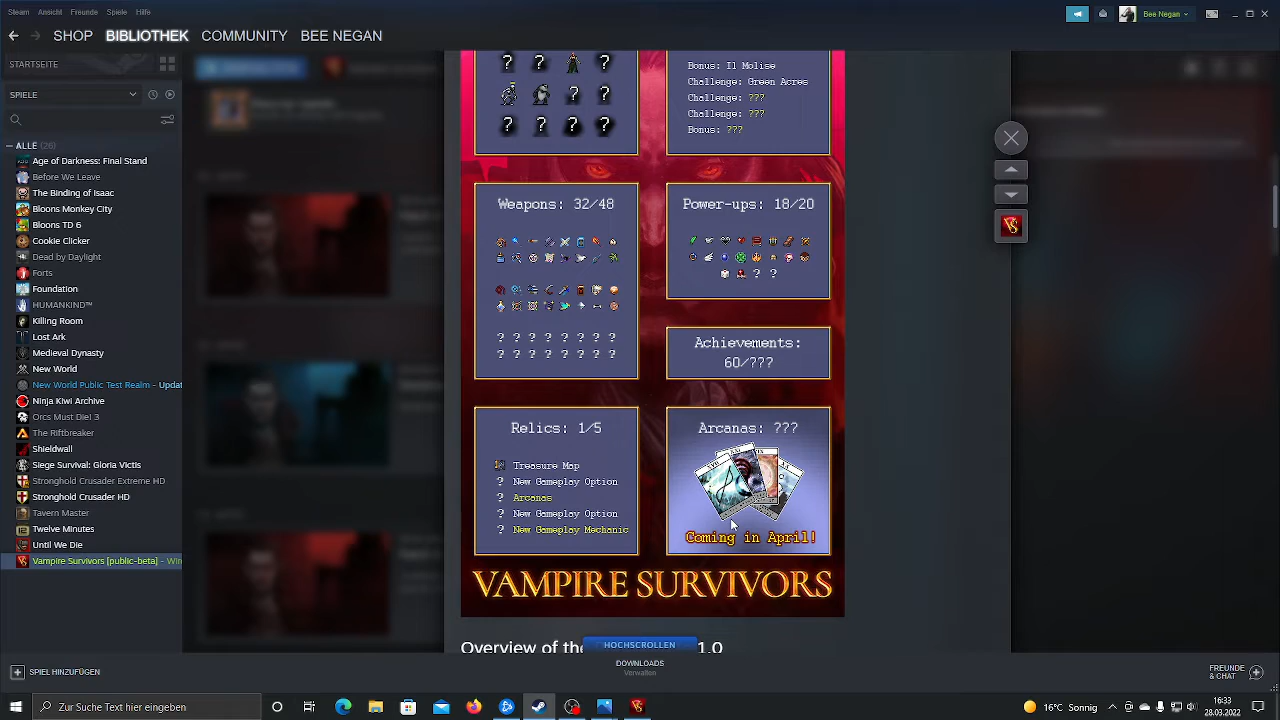 Steam Ansicht Freunde Spiele Hilfe
Bee Negan
SHOP BIBLIOTHEK COMMUNITY BEE NEGAN
STARTSEITE
SPIELE
ALLE (26)
Age of Darkness: Final Stand
Before We Leave
The Binding of Isaac
Bloons Monkey City
Bloons TD 6
Cookie Clicker
Deadlight
Forts
Foundation
HUMANKIND™
Killing Room
Lost Ark
Medieval Dynasty
New World
New World Public Test Realm - Updat
Ninja Kiwi Archive
Orcs Must Die! 3
The Riftbreaker
Shieldwall
Siege Survival: Gloria Victis
Stronghold Crusader Extreme HD
Stronghold Crusader HD
Tavern Master
Twelve Minutes
Until We Die
Vampire Survivors [public-beta] - Win
Bonus: Il Molise
Challenge: Green Acres
Challenge: ???
Challenge: ???
Bonus: ???
Weapons: 32/48
Power-ups: 18/20
Achievements:
60/???
Relics: 1/5
Treasure Map
? New Gameplay Option
? Arcanas
? New Gameplay Option
? New Gameplay Mechanic
Arcanas: ???
Coming in April!
VAMPIRE SURVIVORS
Overview of the
1.0
HOCHSCROLLEN
SPIEL HINZUFÜGEN
DOWNLOADS
Verwalten
FREUNDE
& CHAT
Zur Suche Text hier eingeben
16°C Sonnig
16:33
28.03.2022